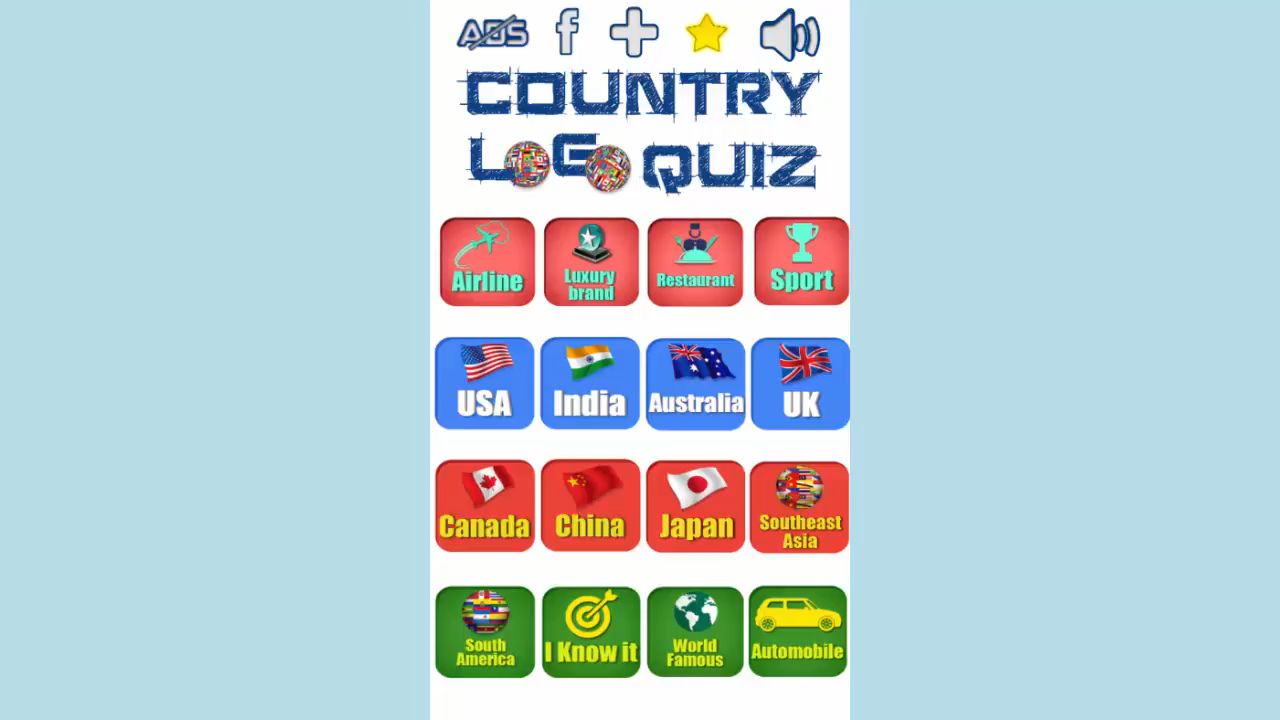 ADS f
COUNTRY
LOGO QUIZ
Airline
Luxury
brand
Restaurant
Sport
USA
India
Australia
UK
Canada
China
Japan
Southeast
Asia
South
America
I Know it
World
Famous
Automobile